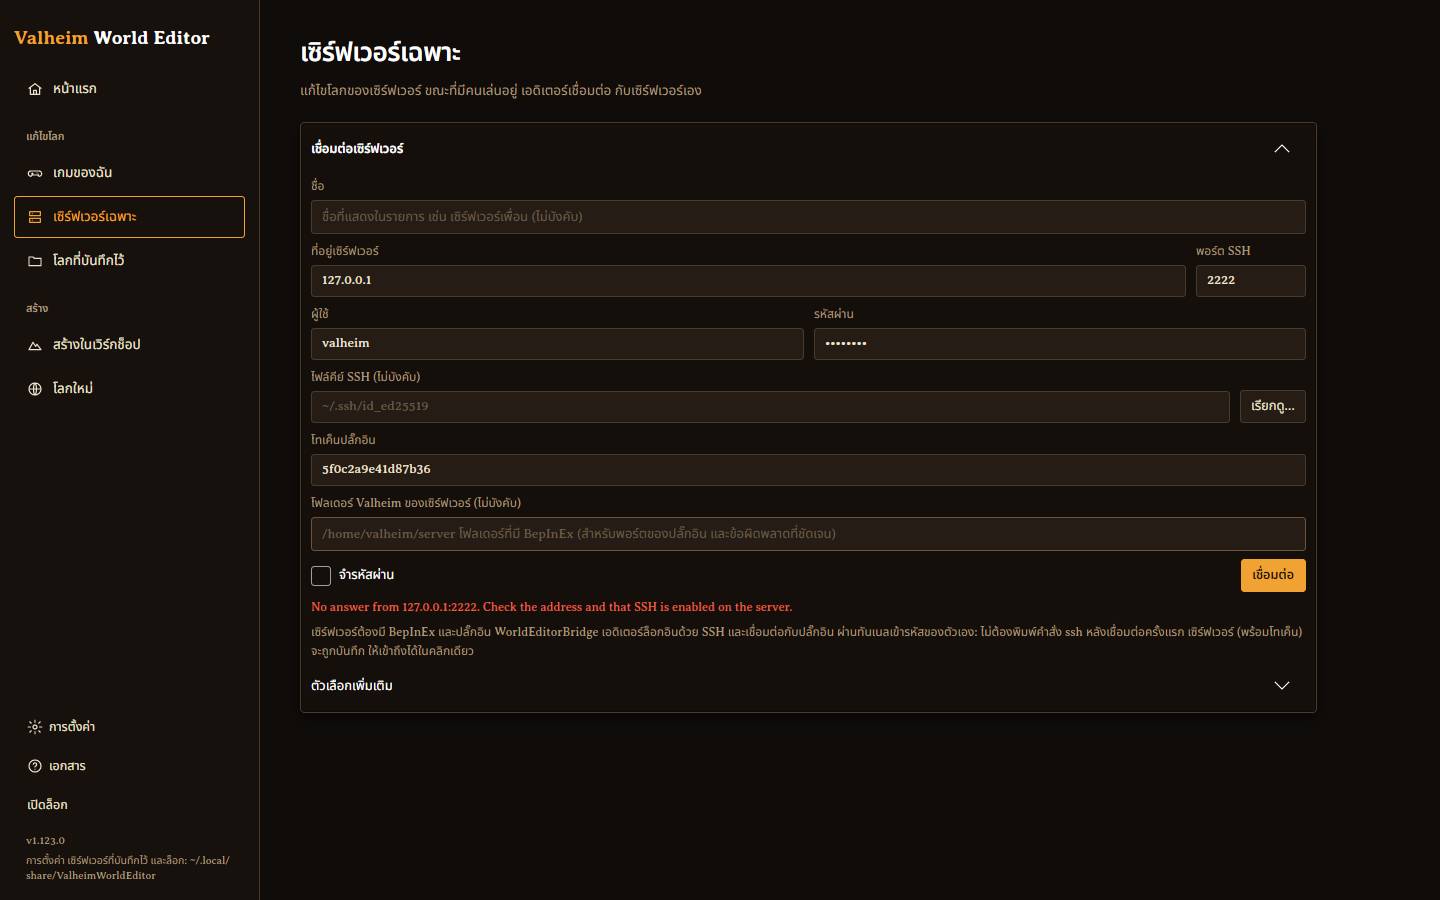 Valheim World Editor
หน้าแรก
แก้ไขโลก
เกมของฉัน
เซิร์ฟเวอร์เฉพาะ
โลกที่บันทึกไว้
สร้าง
สร้างในเวิร์กช็อป
โลกใหม่
การตั้งค่า
เอกสาร
เปิดล็อก
v1.123.0
การตั้งค่า เซิร์ฟเวอร์ที่บันทึกไว้ และล็อก: ~/.local/
share/ValheimWorldEditor
เซิร์ฟเวอร์เฉพาะ
แก้ไขโลกของเซิร์ฟเวอร์ ขณะที่มีคนเล่นอยู่ เอดิเตอร์เชื่อมต่อ กับเซิร์ฟเวอร์เอง
เชื่อมต่อเซิร์ฟเวอร์
ชื่อ
ชื่อที่แสดงในรายการ เช่น เซิร์ฟเวอร์เพื่อน (ไม่บังคับ)
ที่อยู่เซิร์ฟเวอร์ พอร์ต SSH
127.0.0.1 2222
ผู้ใช้ รหัสผ่าน
valheim ••••••••
ไฟล์คีย์ SSH (ไม่บังคับ)
~/.ssh/id_ed25519 เรียกดู...
โทเค็นปลั๊กอิน
5f0c2a9e41d87b36
โฟลเดอร์ Valheim ของเซิร์ฟเวอร์ (ไม่บังคับ)
/home/valheim/server โฟลเดอร์ที่มี BepInEx (สำหรับพอร์ตของปลั๊กอิน และข้อผิดพลาดที่ชัดเจน)
จำรหัสผ่าน เชื่อมต่อ
No answer from 127.0.0.1:2222. Check the address and that SSH is enabled on the server.
เซิร์ฟเวอร์ต้องมี BepInEx และปลั๊กอิน WorldEditorBridge เอดิเตอร์ล็อกอินด้วย SSH และเชื่อมต่อกับปลั๊กอิน ผ่านทันเนลเข้ารหัสของตัวเอง: ไม่ต้องพิมพ์คำสั่ง ssh หลังเชื่อมต่อครั้งแรก เซิร์ฟเวอร์ (พร้อมโทเค็น)
จะถูกบันทึก ให้เข้าถึงได้ในคลิกเดียว
ตัวเลือกเพิ่มเติม